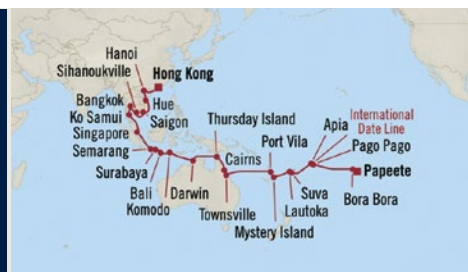 Hanoi
Sihanoukville
Hong Kong
Bangkok
Hue
Ko Samui
Saigon
Singapore
Thursday Island
International
Date Line
Apia
Port Vila
Pago Pago
Semarang
Cairns
Papeete
Surabaya
Suva
Bali
Darwin
Bora Bora
Komodo
Townsville
Lautoka
Mystery Island